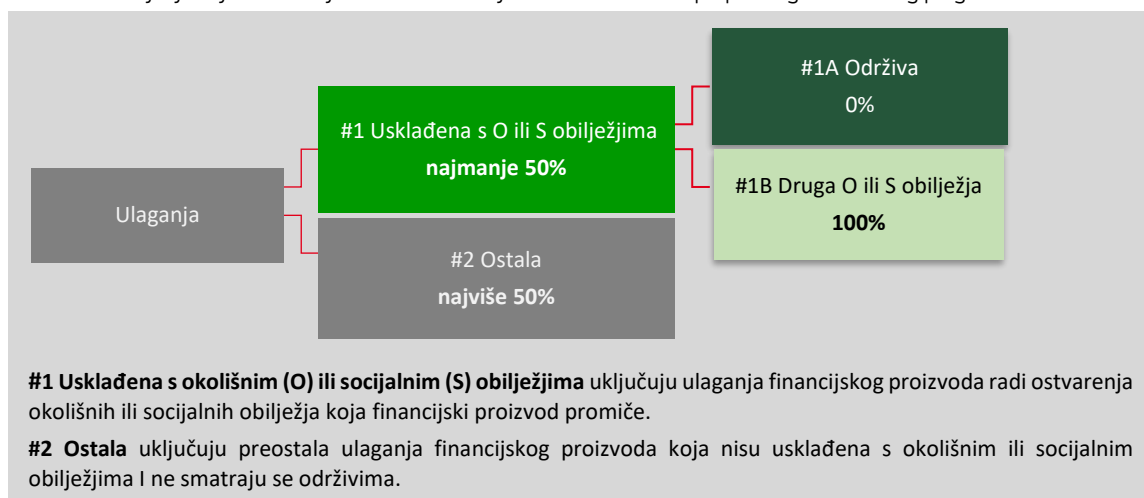 #1A Održiva
0%
#1 Usklađena s O ili S obilježjima
najmanje 50%
#1B Druga O ili S obilježja
100%
Ulaganja
#2 Ostala
najviše 50%
#1 Usklađena s okolišnim (O) ili socijalnim (S) obilježjima uključuju ulaganja financijskog proizvoda radi ostvarenja
okolišnih ili socijalnih obilježja koja financijski proizvod promiče.
#2 Ostala uključuju preostala ulaganja financijskog proizvoda koja nisu usklađena s okolišnim ili socijalnim
obilježjima I ne smatraju se održivima.